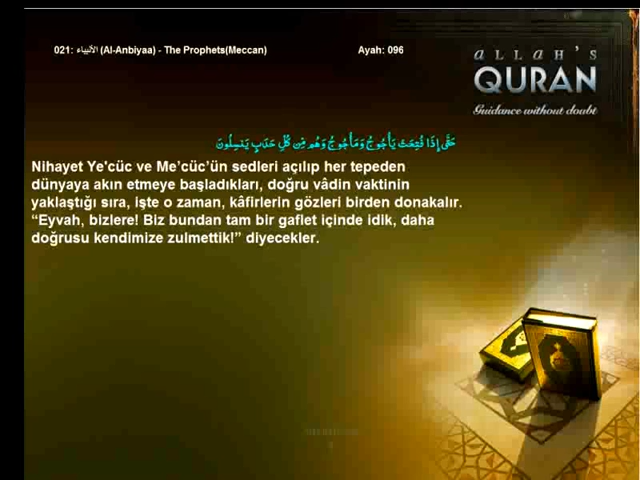 021: الأنبياء (Al-Anbiyaa) - The Prophets(Meccan) Ayah: 096
ALLAH'S
QURAN
Guidance without doubt
حَتَّىٰ إِذَا فُتِحَتْ يَأْجُوجُ وَمَأْجُوجُ وَهُم مِّن كُلِّ حَدَبٍ يَنسِلُونَ
Nihayet Ye'cüc ve Me’cüc’ün sedleri açılıp her tepeden
dünyaya akın etmeye başladıkları, doğru vâdin vaktinin
yaklaştığı sıra, işte o zaman, kâfirlerin gözleri birden donakalır.
“Eyvah, bizlere! Biz bundan tam bir gaflet içinde idik, daha
doğrusu kendimize zulmettik!” diyecekler.